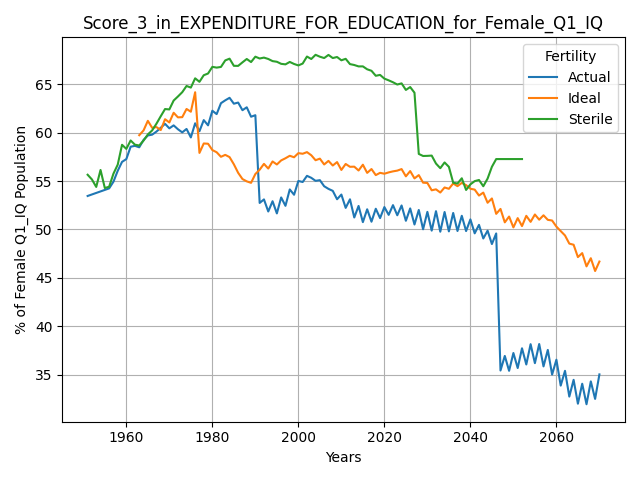 Score_3_in_EXPENDITURE_FOR_EDUCATION_for_Female_Q1_IQ
Fertility
Actual
Ideal
Sterile
% of Female Q1_IQ Population
65
60
55
50
45
40
35
1960
1980
2000
2020
2040
2060
Years